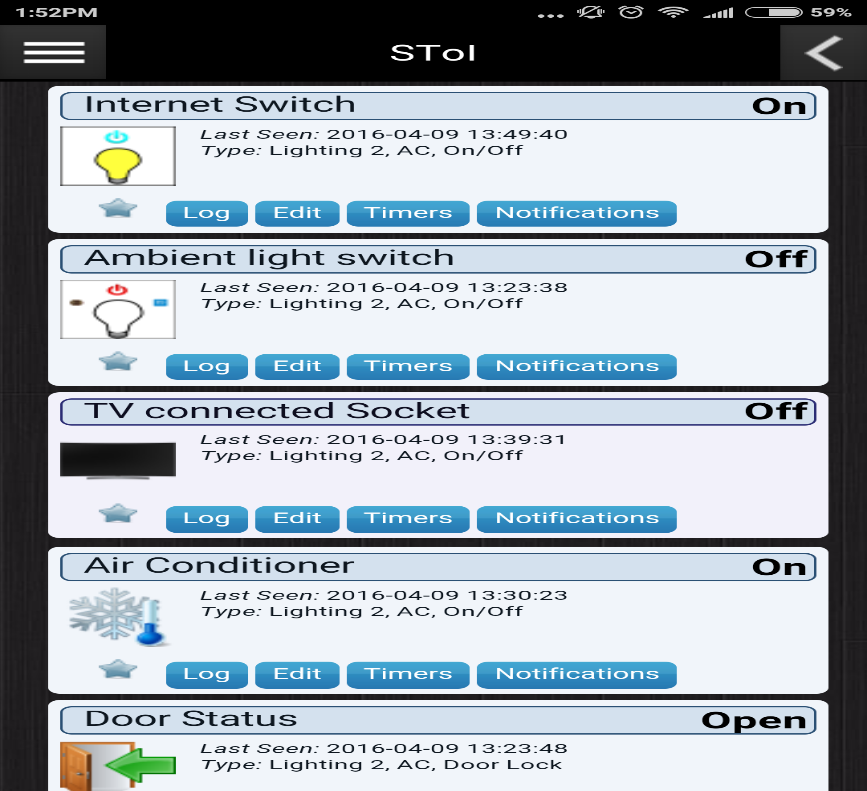 1:52PM 59%
SToI
Internet Switch On
Last Seen: 2016-04-09 13:49:40
Type: Lighting 2, AC, On/Off
Log Edit Timers Notifications
Ambient light switch Off
Last Seen: 2016-04-09 13:23:38
Type: Lighting 2, AC, On/Off
Log Edit Timers Notifications
TV connected Socket Off
Last Seen: 2016-04-09 13:39:31
Type: Lighting 2, AC, On/Off
Log Edit Timers Notifications
Air Conditioner On
Last Seen: 2016-04-09 13:30:23
Type: Lighting 2, AC, On/Off
Log Edit Timers Notifications
Door Status Open
Last Seen: 2016-04-09 13:23:48
Type: Lighting 2, AC, Door Lock